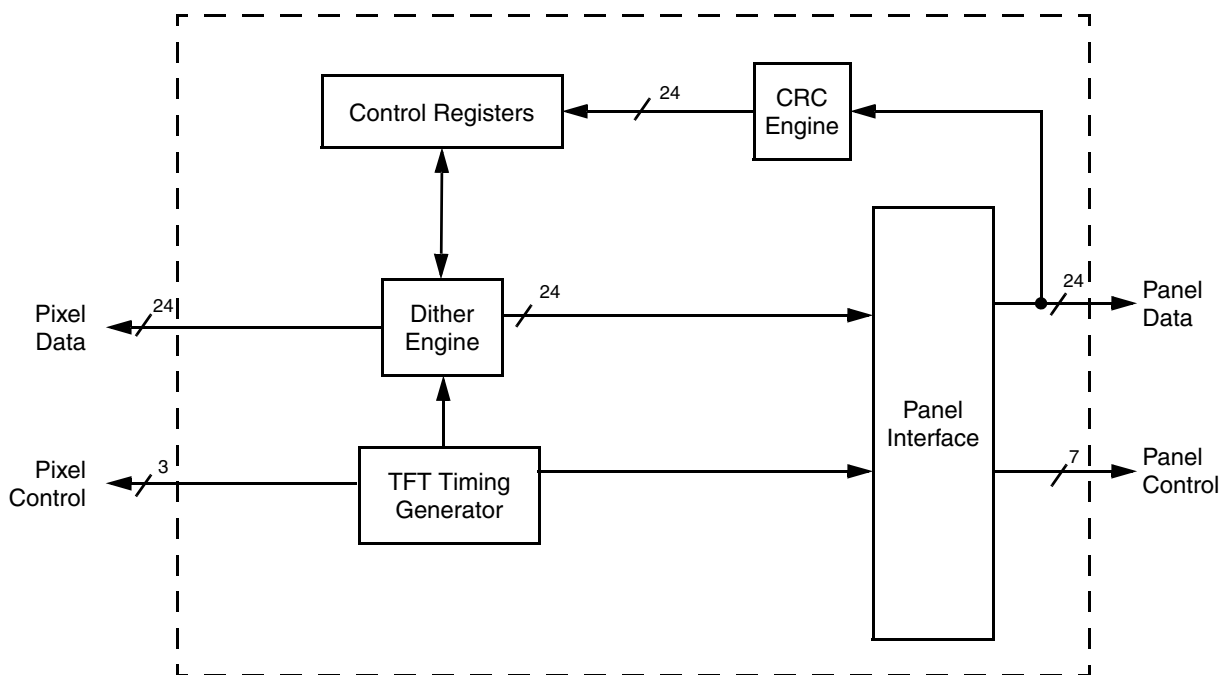 Control Registers
24
CRC
Engine
Pixel
Data
24
Dither
Engine
24
24
Panel
Data
Pixel
Control
3
TFT Timing
Generator
Panel
Interface
7
Panel
Control